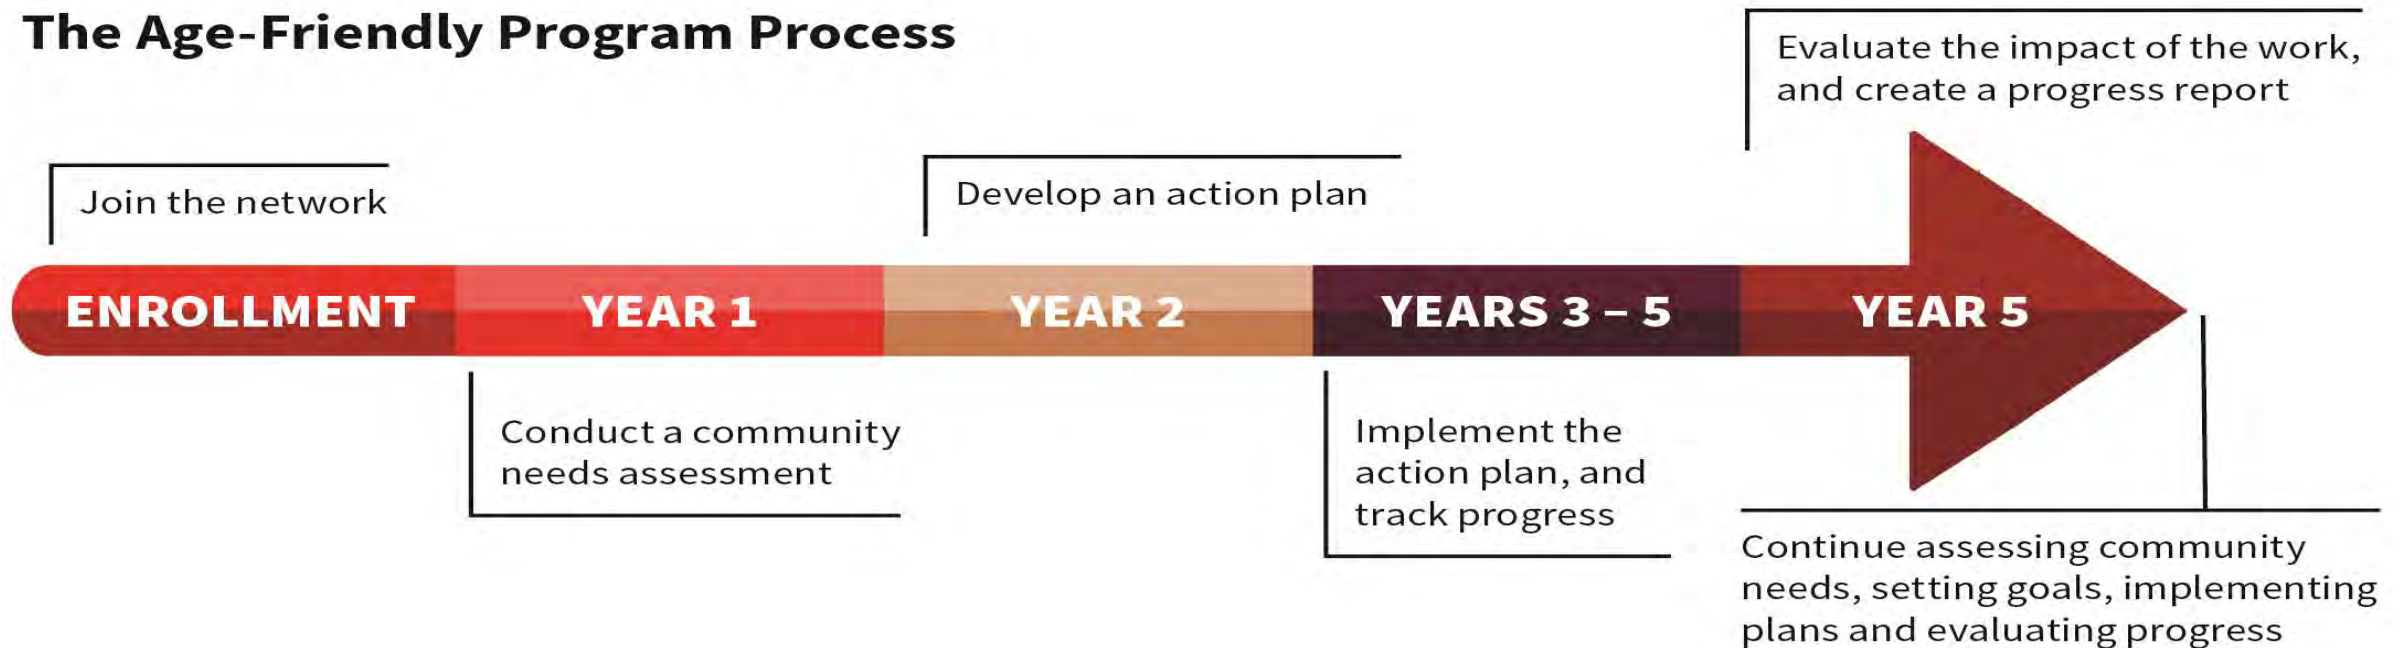 The Age-Friendly Program Process
Join the network
Develop an action plan
Evaluate the impact of the work,
and create a progress report
ENROLLMENT
YEAR 1
YEAR 2
YEARS 3 – 5
YEAR 5
Conduct a community
needs assessment
Implement the
action plan, and
track progress
Continue assessing community
needs, setting goals, implementing
plans and evaluating progress